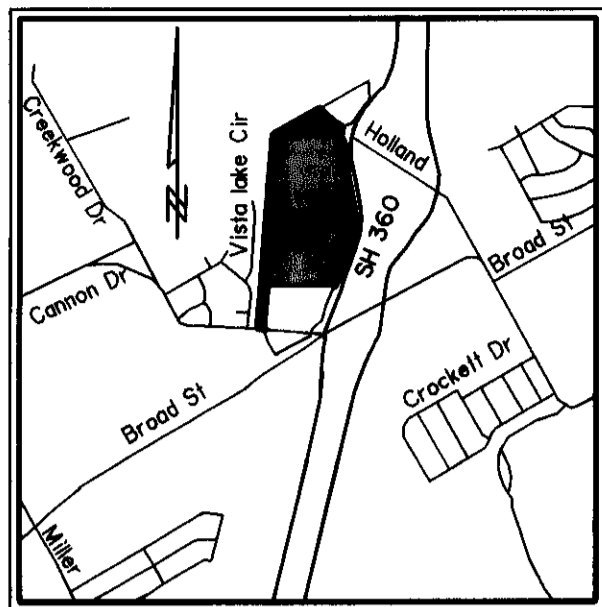 Creekwood Dr
Vista lake Cir
Holland
SH 360
Broad St
Cannon Dr
Crockett Dr
Broad St
Miller
N